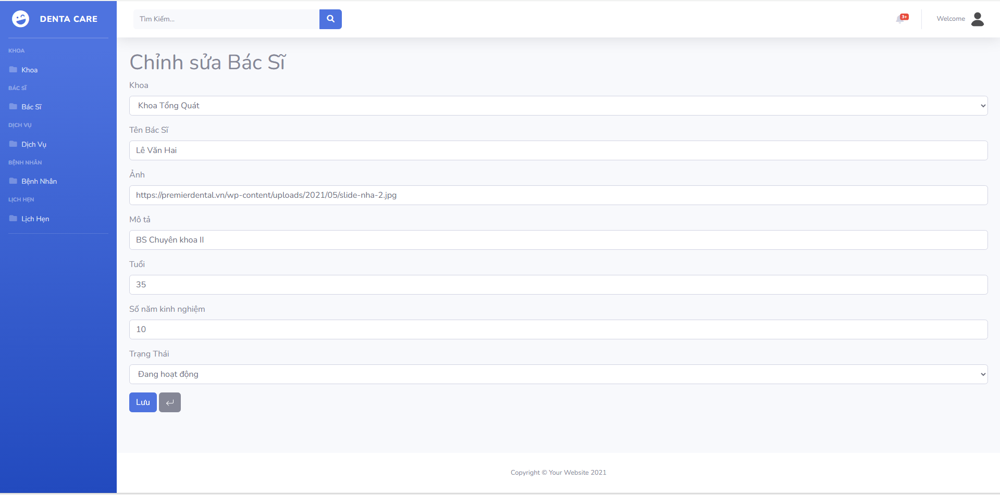 DENTA CARE
Tìm Kiếm...
3+
Welcome
KHOA
Khoa
BÁC SĨ
Bác Sĩ
DỊCH VỤ
Dịch Vụ
BỆNH NHÂN
Bệnh Nhân
LỊCH HẸN
Lịch Hẹn
Chỉnh sửa Bác Sĩ
Khoa
Khoa Tổng Quát
Tên Bác Sĩ
Lê Văn Hai
Ảnh
https://premierdental.vn/wp-content/uploads/2021/05/slide-nha-2.jpg
Mô tả
BS Chuyên khoa II
Tuổi
35
Số năm kinh nghiệm
10
Trạng Thái
Đang hoạt động
Lưu
Copyright © Your Website 2021